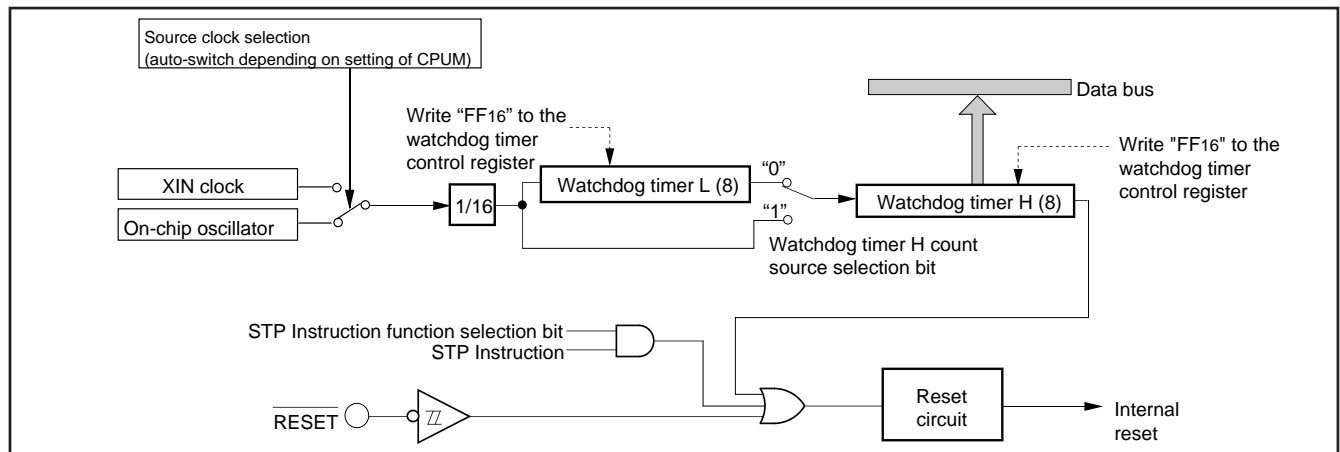 Source clock selection
(auto-switch depending on setting of CPUM)
Data bus
Write “FF16” to the
watchdog timer
control register
Write "FF16" to the
watchdog timer
control register
“0”
XIN clock
Watchdog timer L (8)
1/16
Watchdog timer H (8)
On-chip oscillator
“1”
Watchdog timer H count
source selection bit
STP Instruction function selection bit
STP Instruction
RESET
Reset
circuit
Internal
reset